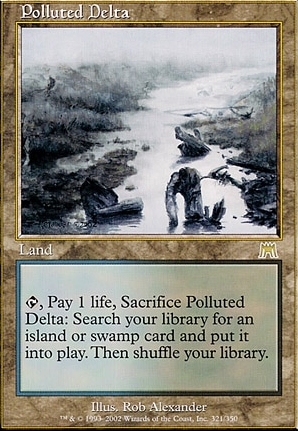 Polluted Delta
Land
, Pay 1 life, Sacrifice Polluted
Delta: Search your library for an
island or swamp card and put it
into play. Then shuffle your library.
Illus. Rob Alexander
™ & © 1993–2002 Wizards of the Coast, Inc. 321/350